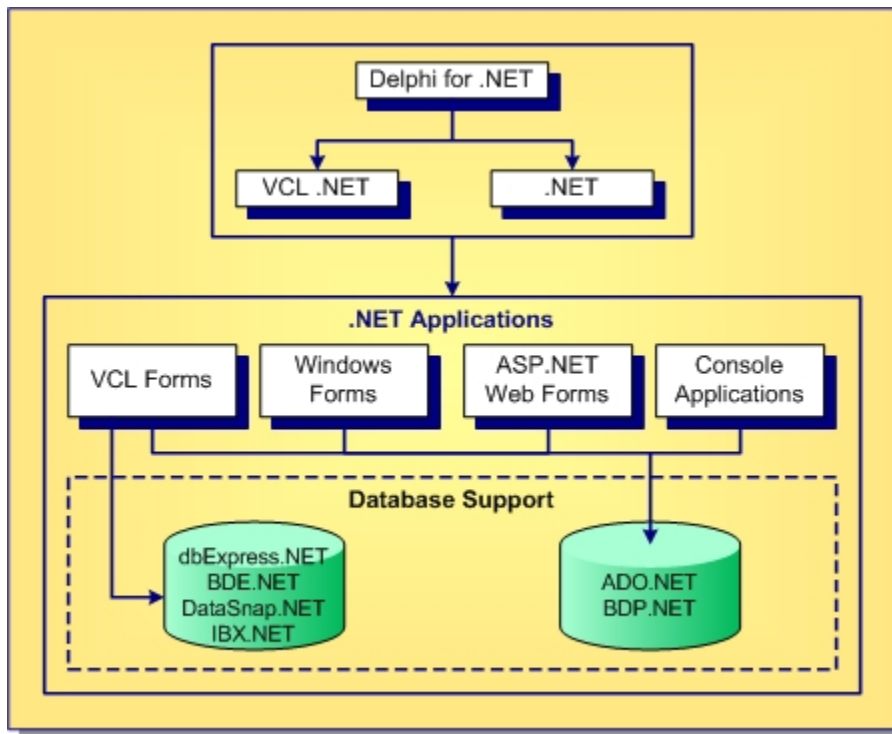 Delphi for .NET
VCL .NET
.NET
.NET Applications
VCL Forms
Windows
Forms
ASP.NET
Web Forms
Console
Applications
Database Support
dbExpress.NET
BDE.NET
DataSnap.NET
IBX.NET
ADO.NET
BDP.NET